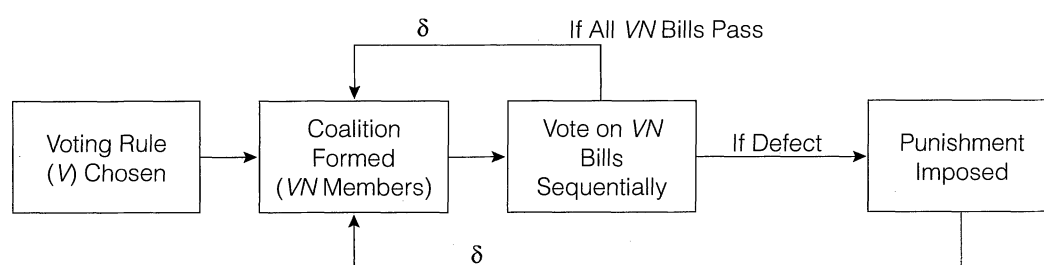 δ
If All VN Bills Pass
Voting Rule
(V) Chosen
Coalition
Formed
(VN Members)
Vote on VN
Bills
Sequentially
If Defect
Punishment
Imposed
δ